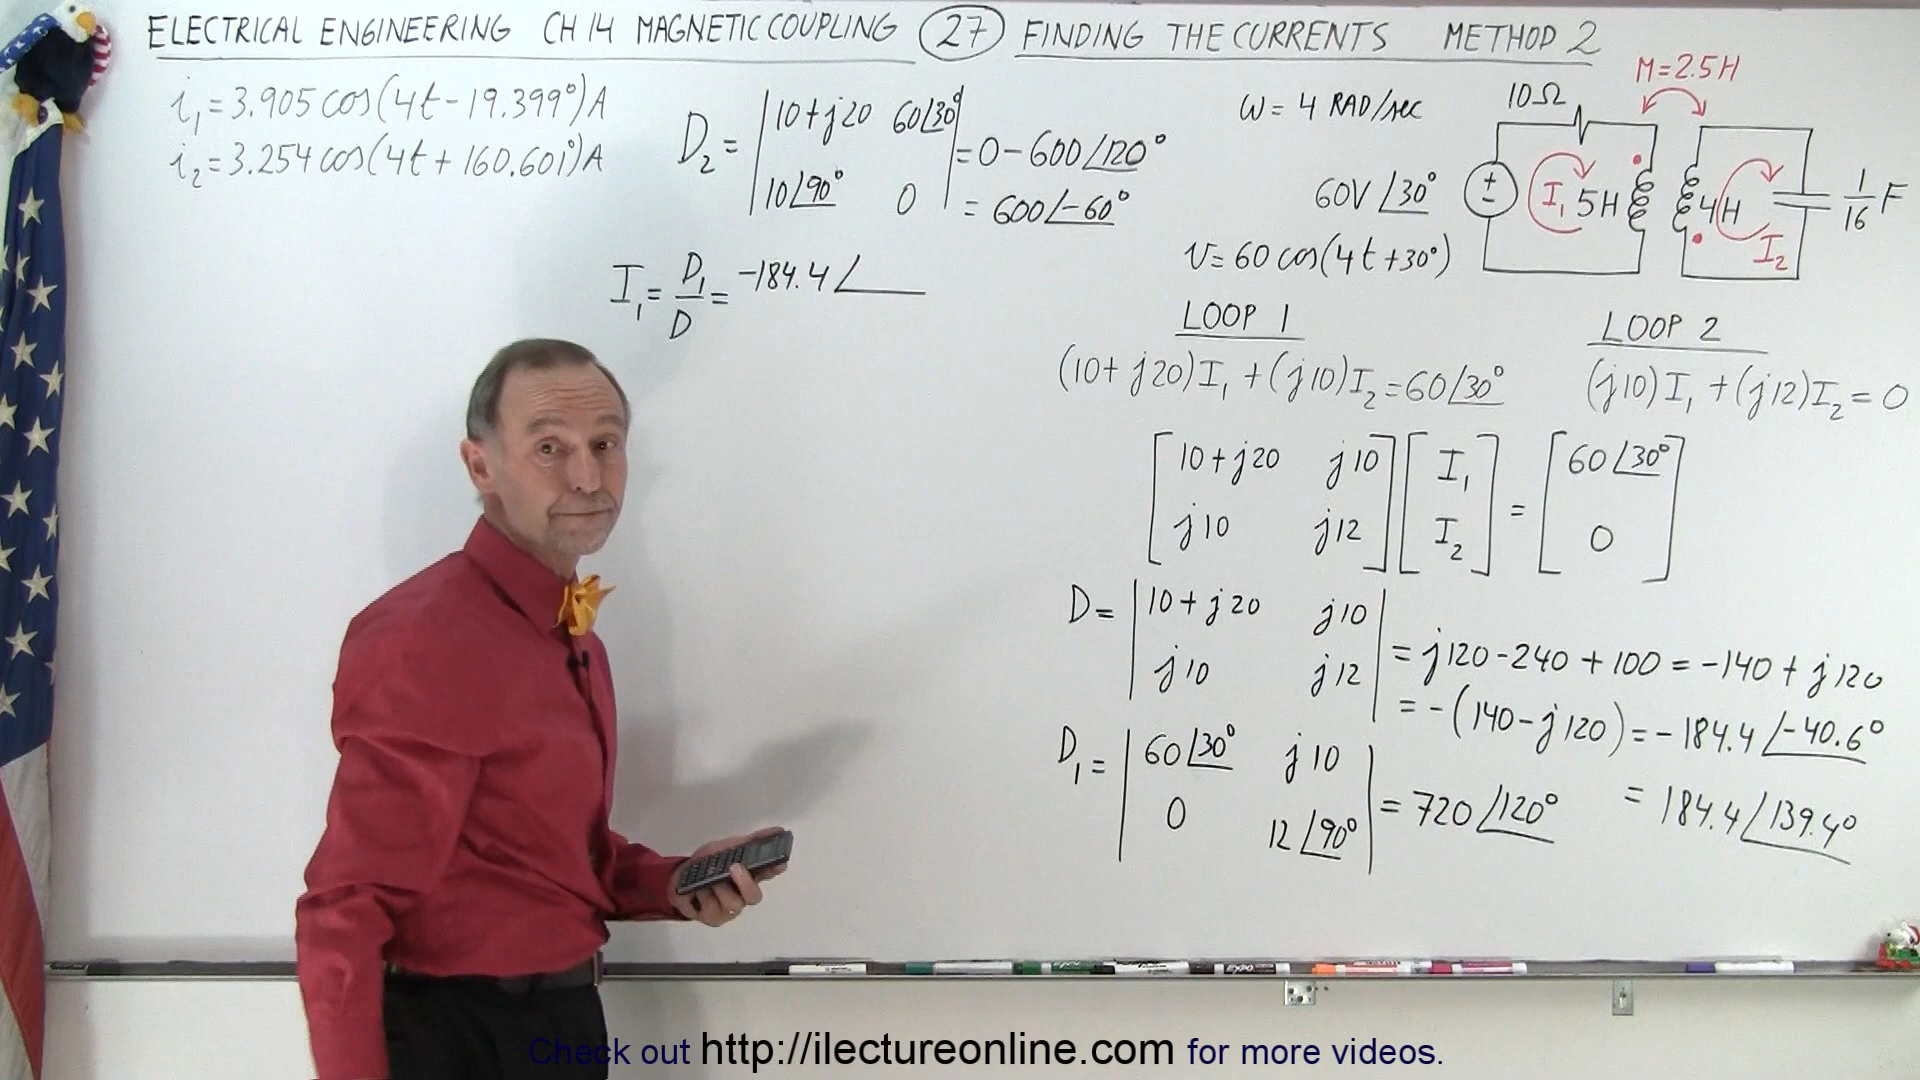 ELECTRICAL ENGINEERING CH 14 MAGNETIC COUPLING 27 FINDING THE CURRENTS METHOD 2
i₁ = 3.905 cos(4t - 19.399°) A
i₂ = 3.254 cos(4t + 160.601°) A
D₂ = | 10 + j20 60∠30° |
| 10∠90° 0 |
= 0 - 600∠120°
= 600∠-60°
I₁ = D₁/D = -184.4∠
ω = 4 RAD/sec
60V∠30°
v = 60 cos(4t + 30°)
M = 2.5H
10Ω
+
-
I₁ 5H
4H
I₂
1/16 F
LOOP 1
(10 + j20) I₁ + (j10) I₂ = 60∠30°
LOOP 2
(j10) I₁ + (j12) I₂ = 0
[ 10 + j20 j10 ] [ I₁ ] = [ 60∠30° ]
[ j10 j12 ] [ I₂ ] [ 0 ]
D = | 10 + j20 j10 |
| j10 j12 |
= j120 - 240 + 100 = -140 + j120
= -(140 - j120) = -184.4∠-40.6°
= 184.4∠139.4°
D₁ = | 60∠30° j10 |
| 0 12∠90° |
= 720∠120°
Check out http://ilectureonline.com for more videos.